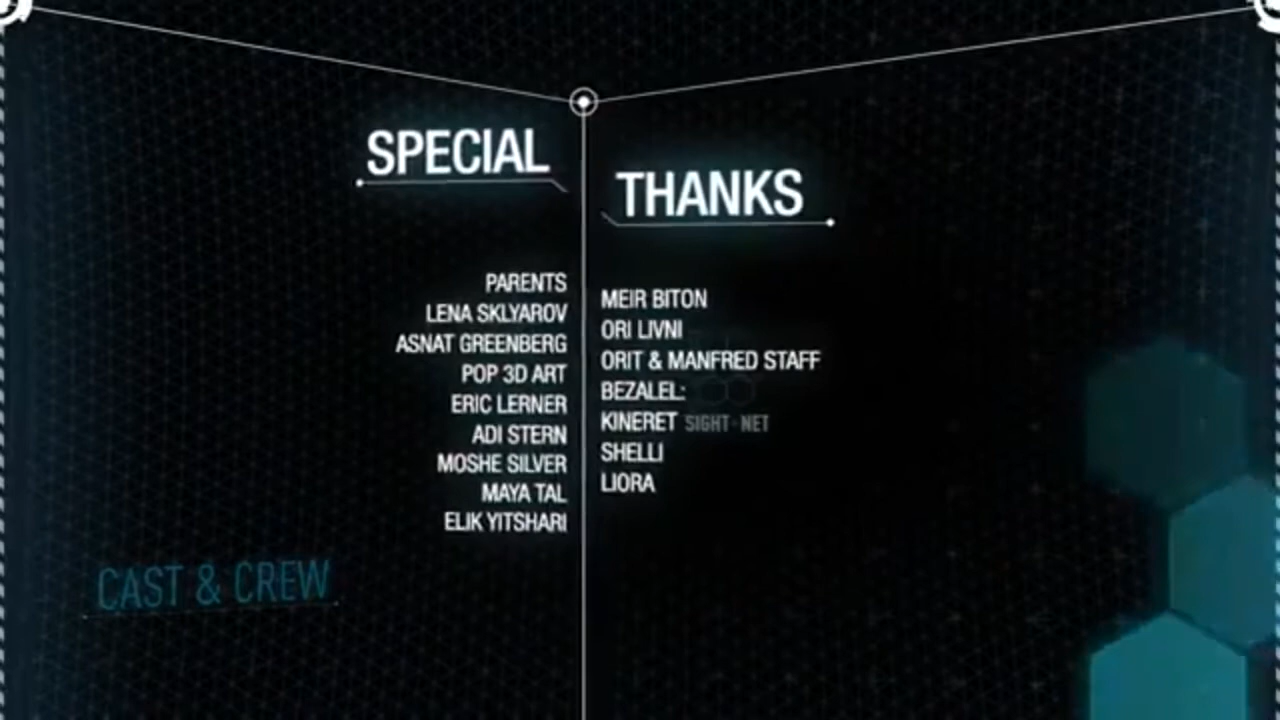 SPECIAL
THANKS
PARENTS
LENA SKLYAROV
ASNAT GREENBERG
POP 3D ART
ERIC LERNER
ADI STERN
MOSHE SILVER
MAYA TAL
ELIK YITSHARI
MEIR BITON
ORI LIVNI
ORIT & MANFRED STAFF
BEZALEL:
KINERET
SIGHT-NET
SHELLI
LIORA
CAST & CREW